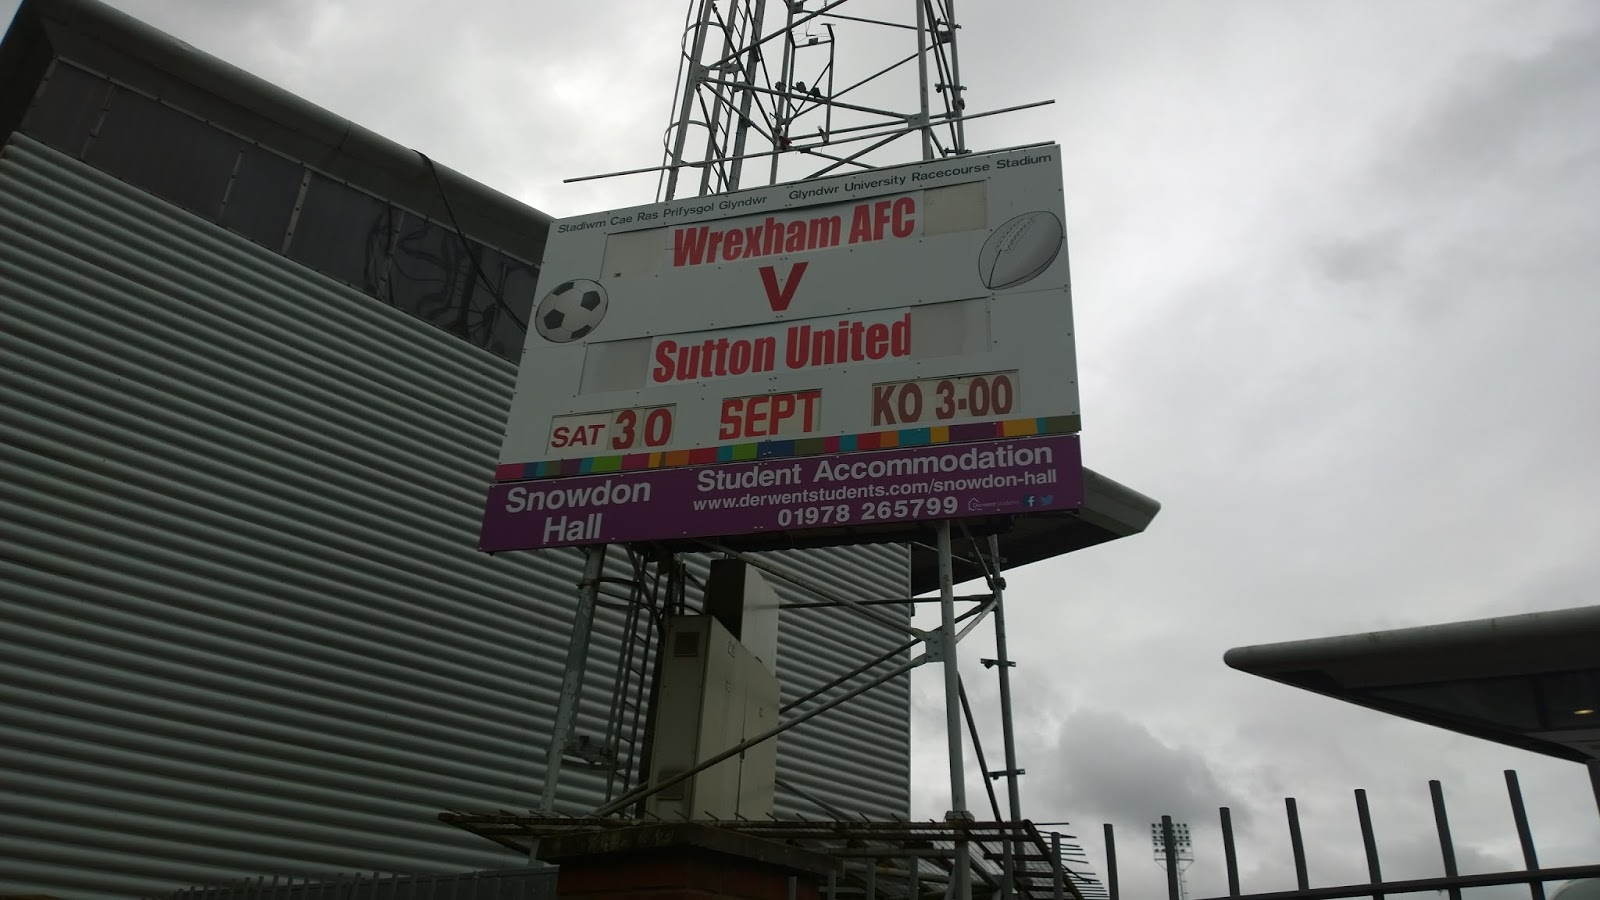 Stadiwm Cae Ras Prifysgol Glyndwr Glyndwr University Racecourse Stadium
Wrexham AFC
V
Sutton United
SAT 30 SEPT KO 3-00
Snowdon Hall
Student Accommodation
www.derwentstudents.com/snowdon-hall
01978 265799